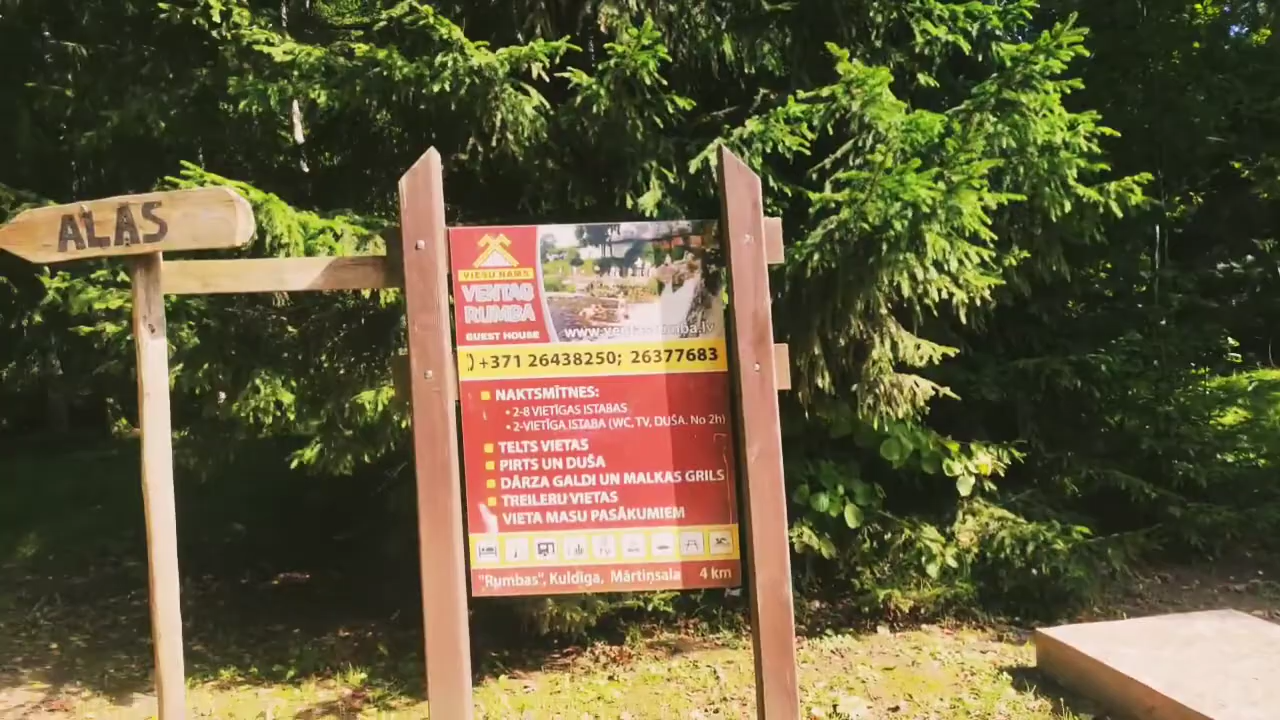 ALAS
VIESU NAMS
VENTAS
RUMBA
GUEST HOUSE
www.ventasrumba.lv
+371 26438250; 26377683
NAKTSMĪTNES:
• 2-8 VIETĪGAS ISTABAS
• 2-VIETĪGA ISTABA (WC, TV, DUŠA. No 2h)
TELTS VIETAS
PIRTS UN DUŠA
DĀRZA GALDI UN MALKAS GRILS
TREILERU VIETAS
VIETA MASU PASĀKUMIEM
"Rumbas", Kuldīga, Mārtiņsala 4 km